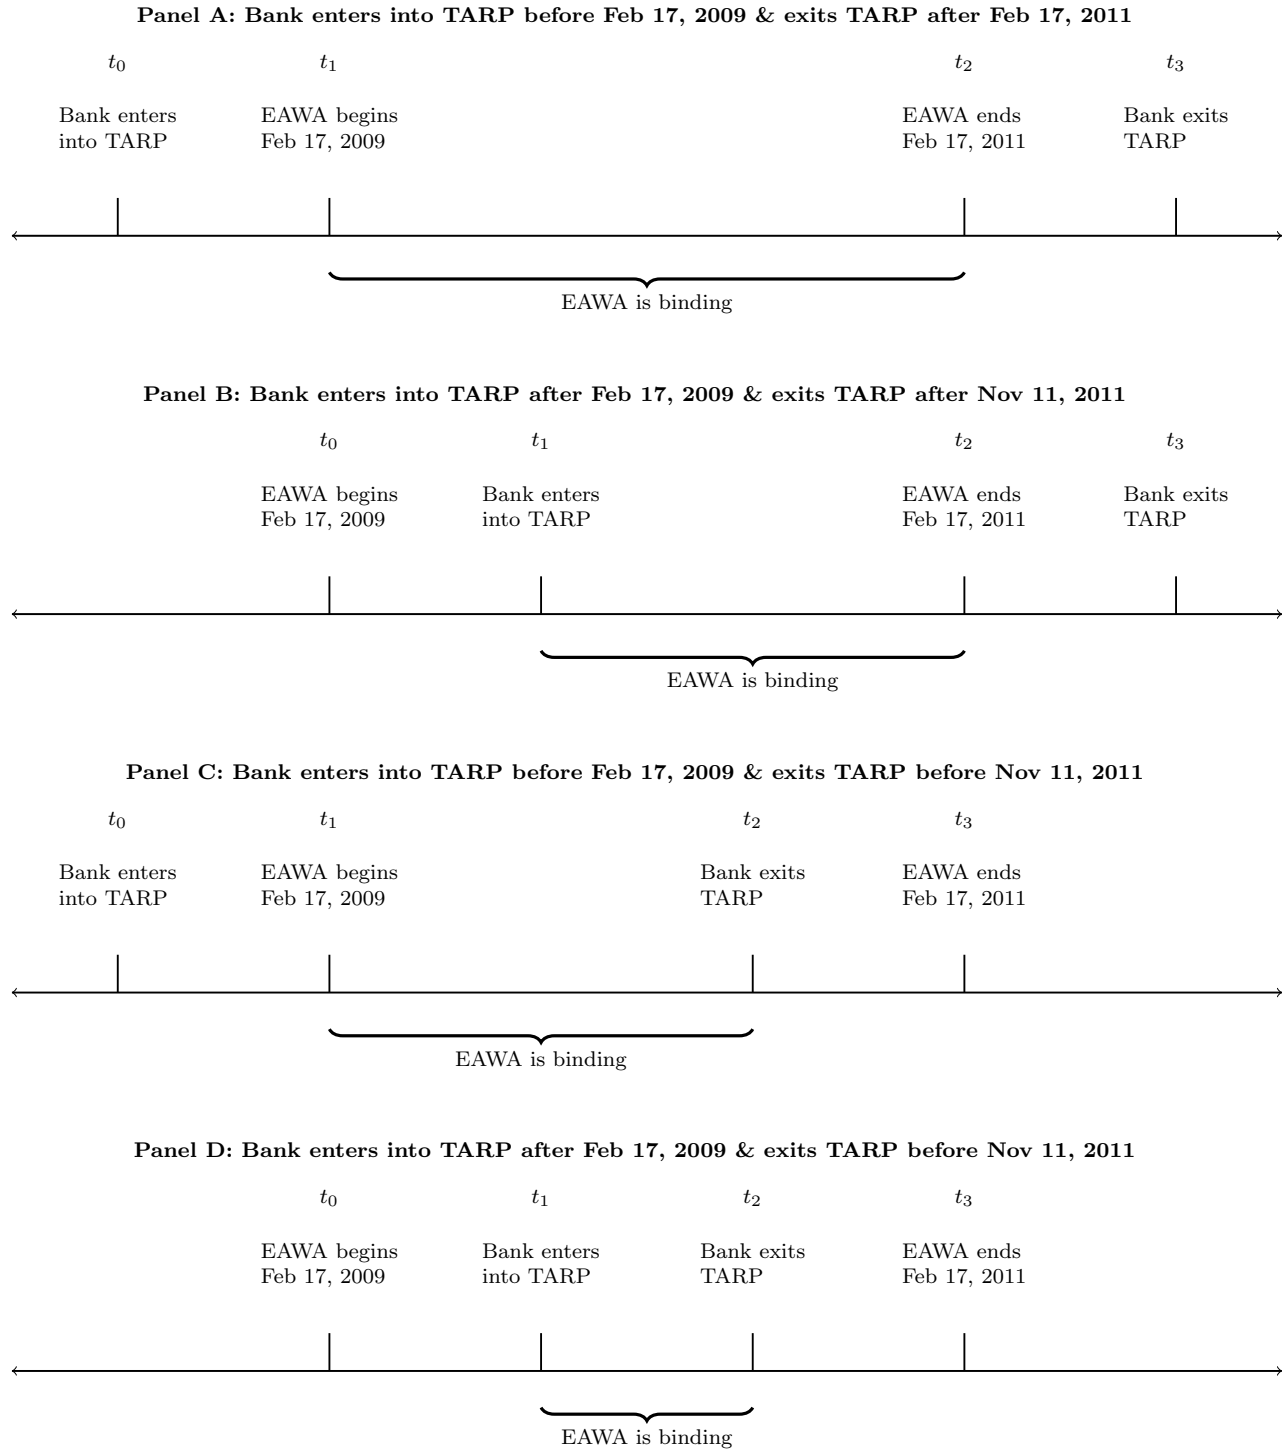 Panel A: Bank enters into TARP before Feb 17, 2009 & exits TARP after Feb 17, 2011
t0 t1 t2 t3
Bank enters EAWA begins EAWA ends Bank exits
into TARP Feb 17, 2009 Feb 17, 2011 TARP
EAWA is binding
Panel B: Bank enters into TARP after Feb 17, 2009 & exits TARP after Nov 11, 2011
t0 t1 t2 t3
EAWA begins Bank enters EAWA ends Bank exits
Feb 17, 2009 into TARP Feb 17, 2011 TARP
EAWA is binding
Panel C: Bank enters into TARP before Feb 17, 2009 & exits TARP before Nov 11, 2011
t0 t1 t2 t3
Bank enters EAWA begins Bank exits EAWA ends
into TARP Feb 17, 2009 TARP Feb 17, 2011
EAWA is binding
Panel D: Bank enters into TARP after Feb 17, 2009 & exits TARP before Nov 11, 2011
t0 t1 t2 t3
EAWA begins Bank enters Bank exits EAWA ends
Feb 17, 2009 into TARP TARP Feb 17, 2011
EAWA is binding